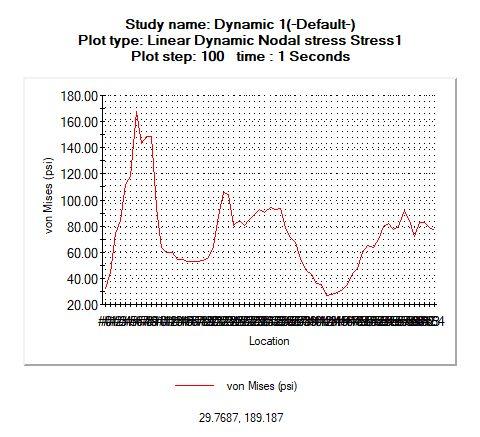 Study name: Dynamic 1(-Default-)
Plot type: Linear Dynamic Nodal stress Stress1
Plot step: 100 time : 1 Seconds
180.00
160.00
140.00
120.00
100.00
80.00
60.00
40.00
20.00
von Mises (psi)
Location
von Mises (psi)
29.7687, 189.187